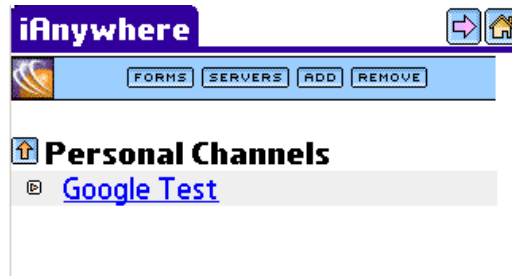 iAnywhere
FORMS SERVERS ADD REMOVE
Personal Channels
Google Test